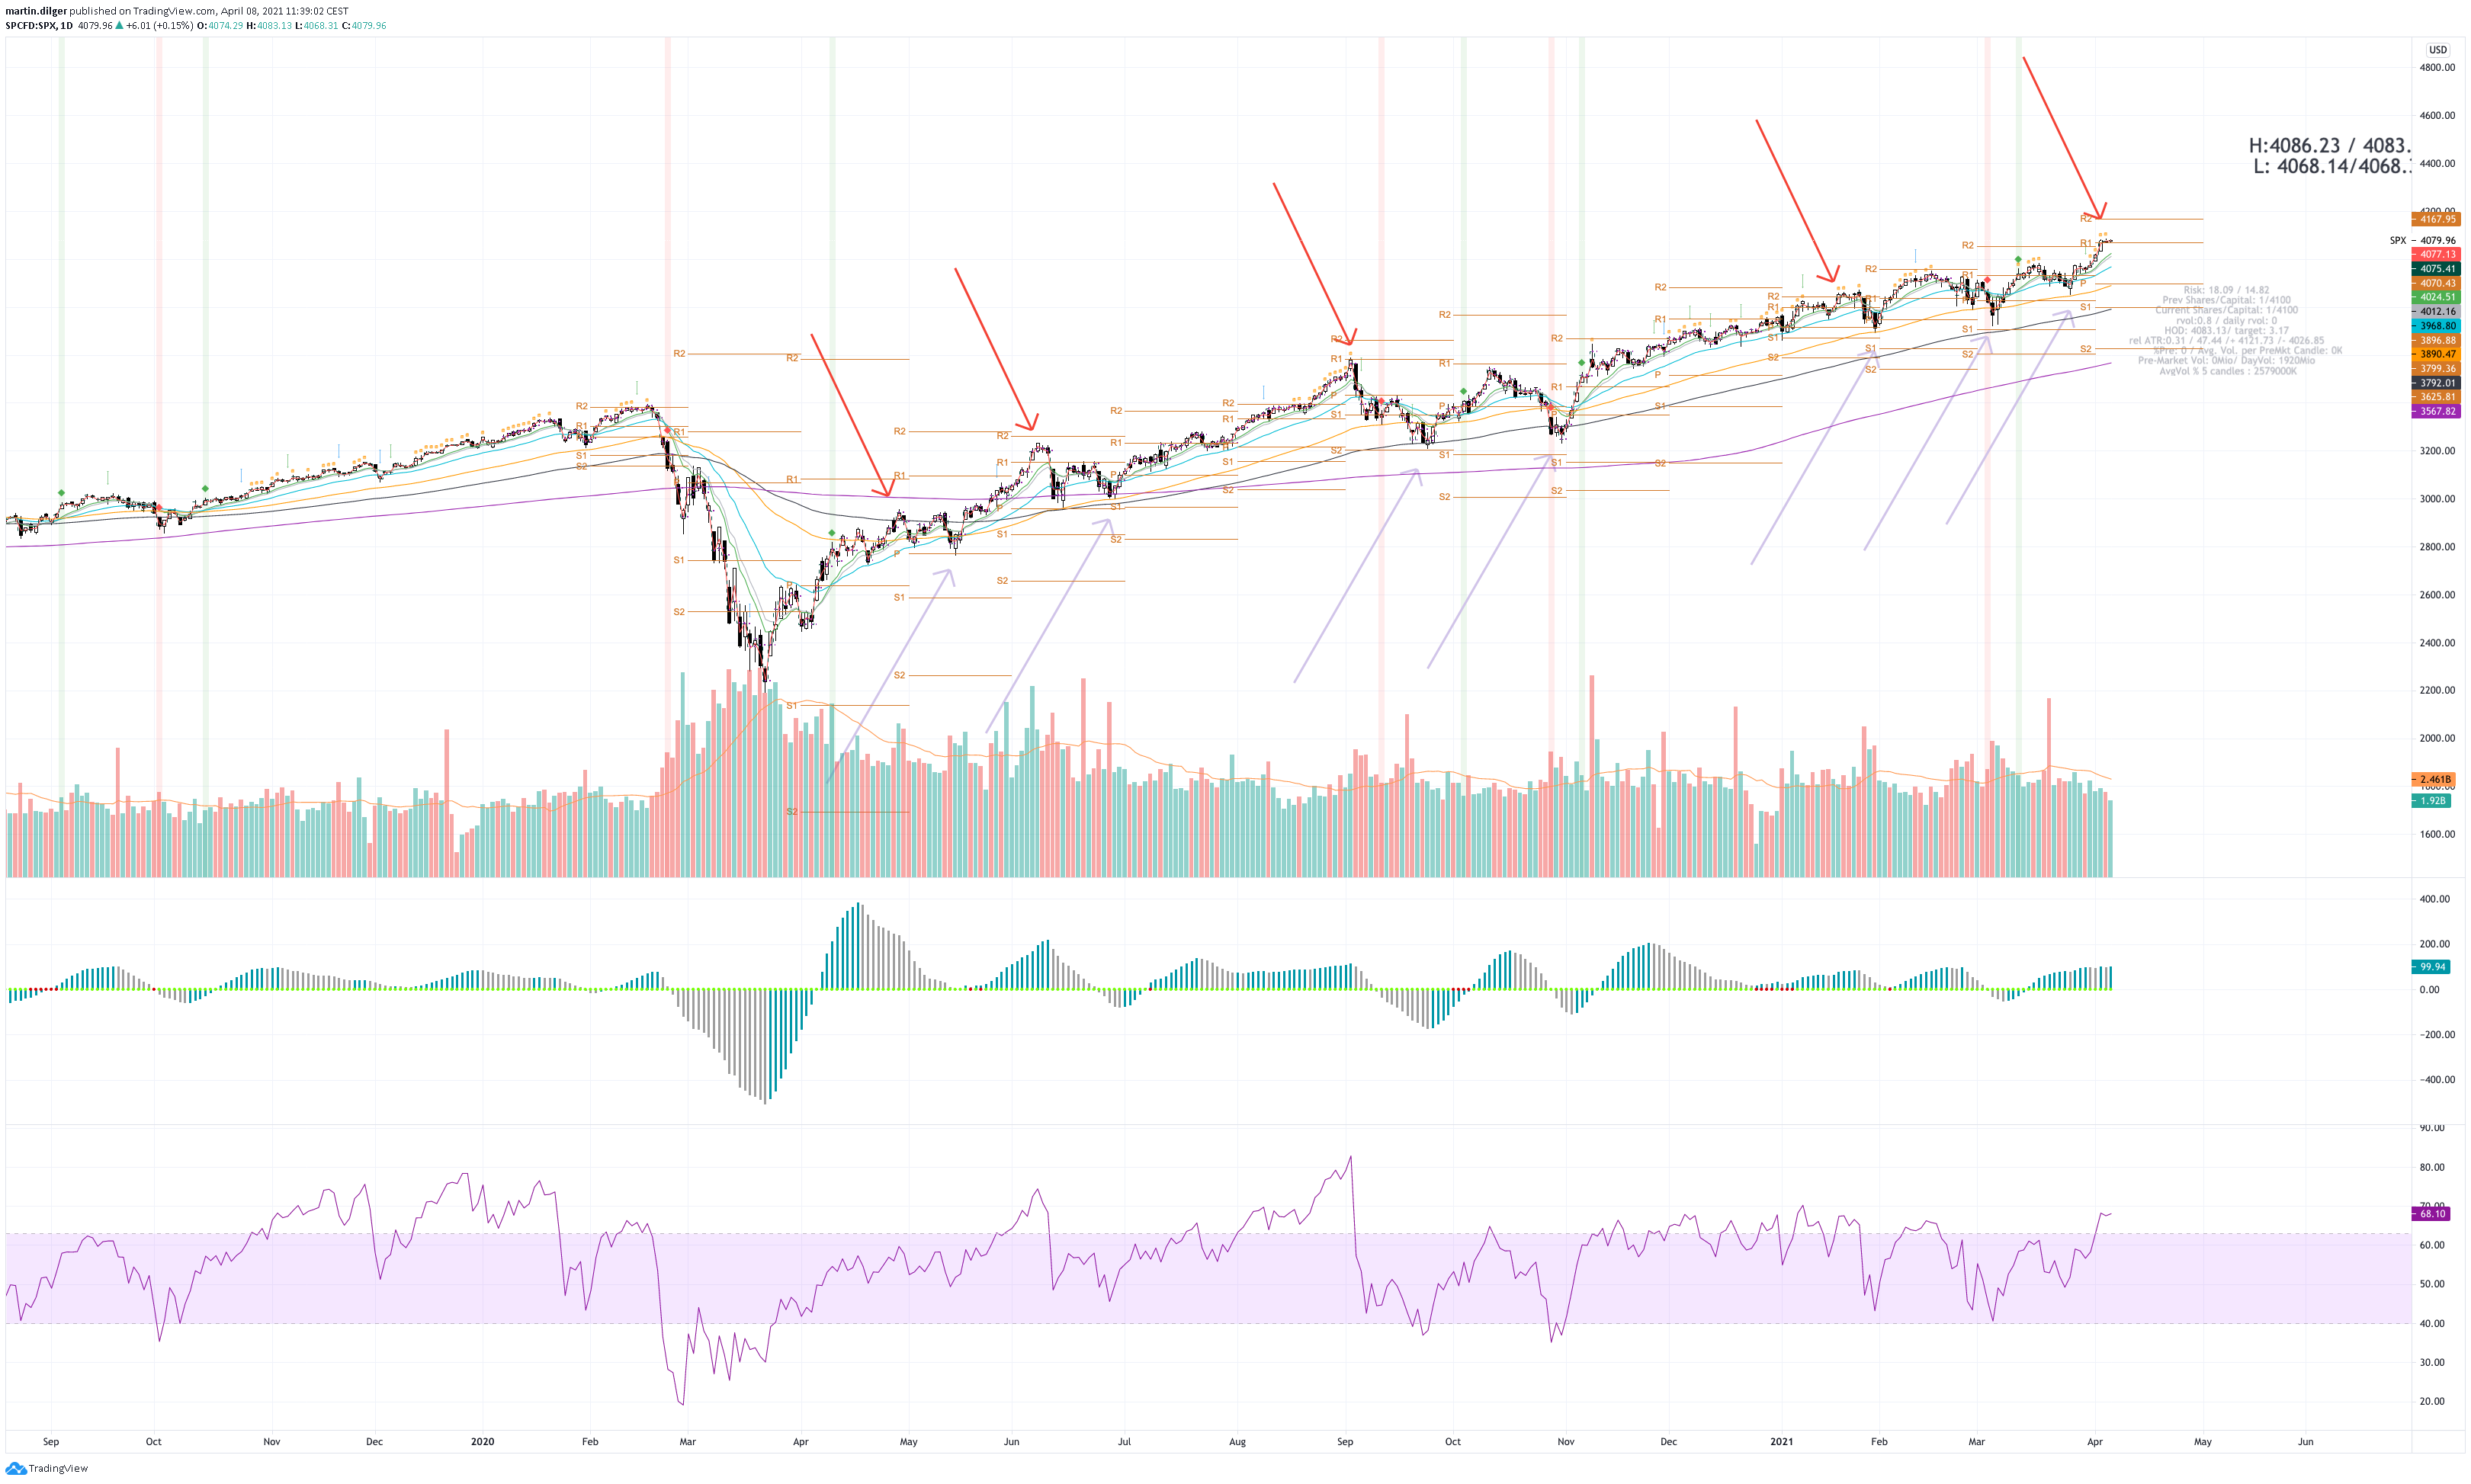 martin.dilger published on TradingView.com, April 08, 2021 11:39:02 CEST
SPCFD:SPX, 1D 4079.96 ▲ +6.01 (+0.15%) O:4074.29 H:4083.13 L:4068.31 C:4079.96
USD
4800.00
4600.00
H:4086.23 / 4083.
L: 4068.14/4068.
4400.00
4200.00
R2
4167.95
SPX
4079.96
R1
4077.13
4075.41
4070.43
4024.51
4012.16
3968.80
3896.88
3890.47
3799.36
3792.01
3625.81
3567.82
P
S1
S2
Risk: 18.09 / 14.82
Prev Shares/Capital: 1/4100
Current Shares/Capital: 1/4100
rvol:0.8 / daily rvol: 0
HOD: 4083.13/ target: 3.17
rel ATR:0.31 / 47.44 /+ 4121.73 /- 4026.85
%Pre: 0 / Avg. Vol. per PreMkt Candle: 0K
Pre-Market Vol: 0Mio/ DayVol: 1920Mio
AvgVol % 5 candles : 2579000K
3200.00
3000.00
2800.00
2600.00
2400.00
2200.00
2000.00
2.461B
1800.00
1.92B
1600.00
400.00
200.00
99.94
0.00
−200.00
−400.00
90.00
80.00
70.00
68.10
60.00
50.00
40.00
30.00
20.00
Sep Oct Nov Dec 2020 Feb Mar Apr May Jun Jul Aug Sep Oct Nov Dec 2021 Feb Mar Apr May Jun
TradingView